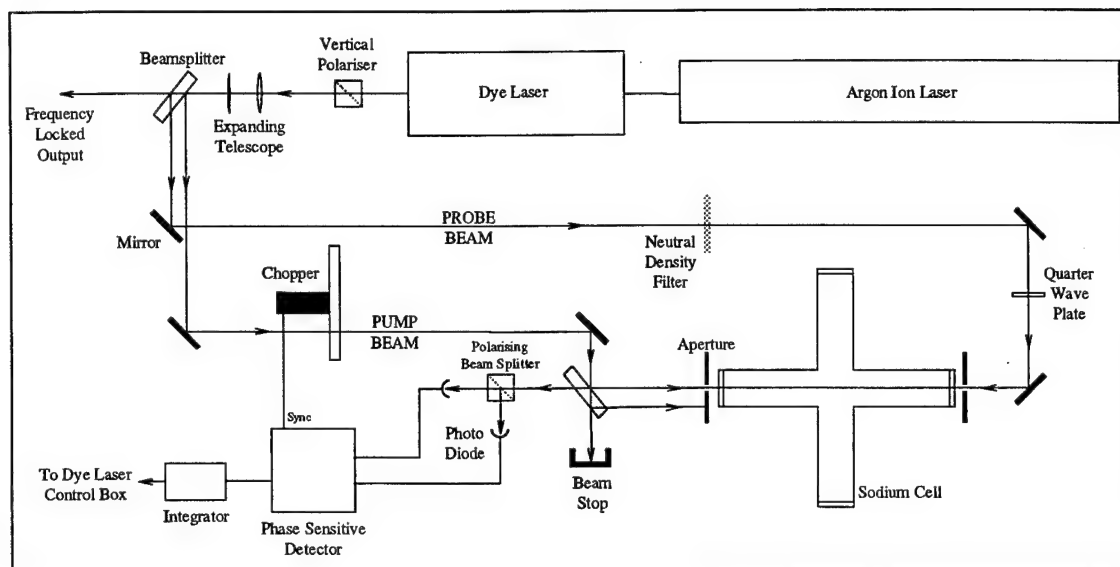 Vertical
Polariser
Beamsplitter
Dye Laser
Argon Ion Laser
Frequency
Locked
Output
Expanding
Telescope
PROBE
BEAM
Mirror
Neutral
Density
Filter
Chopper
Quarter
Wave
Plate
PUMP
BEAM
Aperture
Polarising
Beam Splitter
Sync
Photo
Diode
To Dye Laser
Control Box
Integrator
Beam
Stop
Sodium Cell
Phase Sensitive
Detector